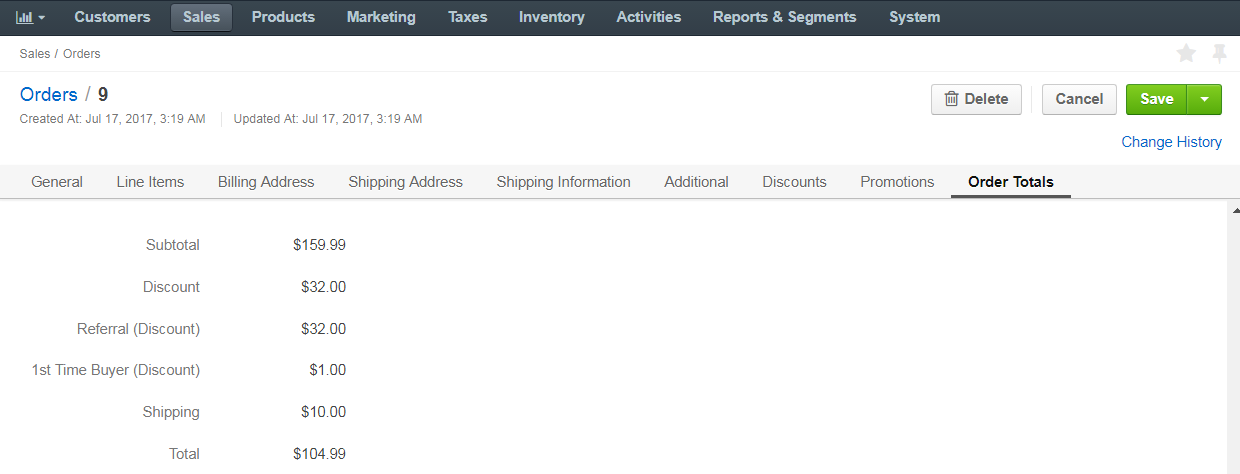 Customers Sales Products Marketing Taxes Inventory Activities Reports & Segments System
Sales / Orders
Orders / 9
Delete Cancel Save
Created At: Jul 17, 2017, 3:19 AM Updated At: Jul 17, 2017, 3:19 AM
Change History
General Line Items Billing Address Shipping Address Shipping Information Additional Discounts Promotions Order Totals
Subtotal $159.99
Discount $32.00
Referral (Discount) $32.00
1st Time Buyer (Discount) $1.00
Shipping $10.00
Total $104.99